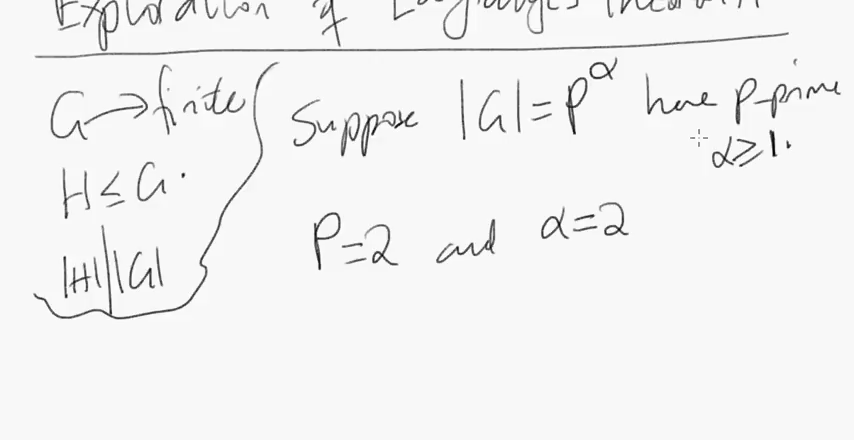 Exploration of Lagrange's Theorem
G → finite
H ≤ G.
|H|||G|
Suppose |G| = p^α here p-prime
α ≥ 1.
P = 2 and α = 2